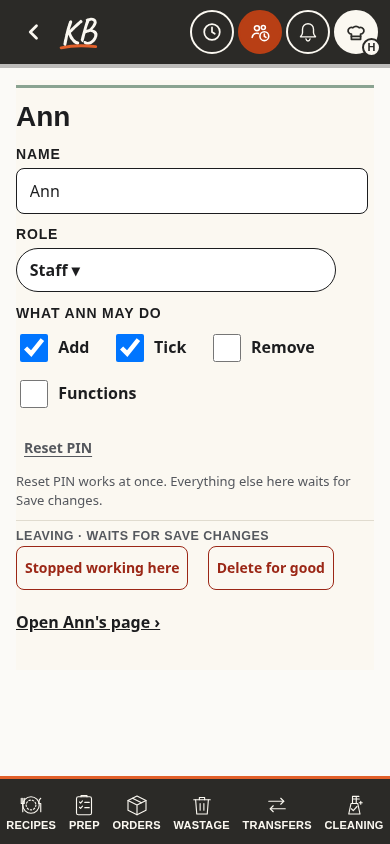 KB
H
Ann
NAME
Ann
ROLE
Staff ▾
WHAT ANN MAY DO
Add Tick Remove
Functions
Reset PIN
Reset PIN works at once. Everything else here waits for
Save changes.
LEAVING · WAITS FOR SAVE CHANGES
Stopped working here Delete for good
Open Ann's page ›
RECIPES PREP ORDERS WASTAGE TRANSFERS CLEANING